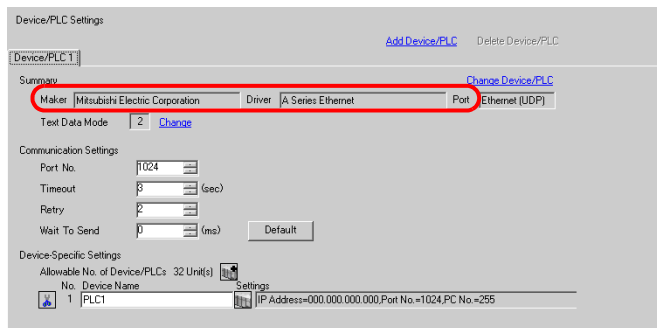 Device/PLC Settings
Add Device/PLC Delete Device/PLC
Device/PLC 1
Summary Change Device/PLC
Maker Mitsubishi Electric Corporation Driver A Series Ethernet Port Ethernet (UDP)
Text Data Mode 2 Change
Communication Settings
Port No. 1024
Timeout 3 (sec)
Retry 2
Wait To Send 0 (ms) Default
Device-Specific Settings
Allowable No. of Device/PLCs 32 Unit(s)
No. Device Name Settings
1 PLC1 IP Address=000.000.000.000,Port No.=1024,PC No.=255